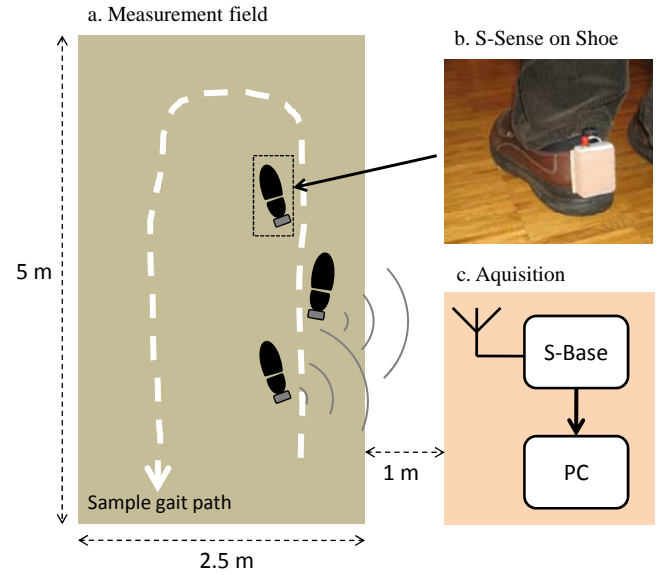 a. Measurement field
b. S-Sense on Shoe
5 m
c. Aquisition
S-Base
1 m
PC
Sample gait path
2.5 m